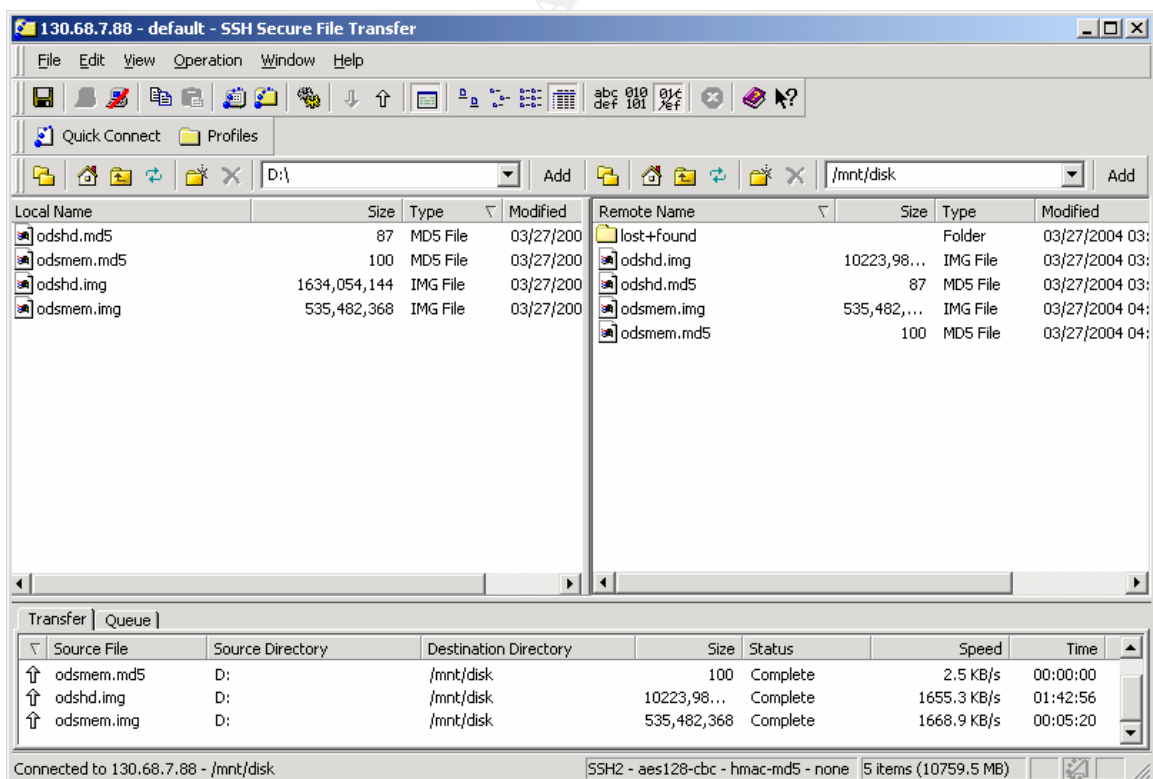 130.68.7.88 - default - SSH Secure File Transfer
File Edit View Operation Window Help
abc def 010 101
Quick Connect Profiles
D:\ Add /mnt/disk Add
Local Name Size Type Modified
odshd.md5 87 MD5 File 03/27/200
odsmem.md5 100 MD5 File 03/27/200
odshd.img 1634,054,144 IMG File 03/27/200
odsmem.img 535,482,368 IMG File 03/27/200
Remote Name Size Type Modified
lost+found Folder 03/27/2004 03:
odshd.img 10223,98... IMG File 03/27/2004 03:
odshd.md5 87 MD5 File 03/27/2004 03:
odsmem.img 535,482,... IMG File 03/27/2004 04:
odsmem.md5 100 MD5 File 03/27/2004 04:
Transfer Queue
Source File Source Directory Destination Directory Size Status Speed Time
odsmem.md5 D: /mnt/disk 100 Complete 2.5 KB/s 00:00:00
odshd.img D: /mnt/disk 10223,98... Complete 1655.3 KB/s 01:42:56
odsmem.img D: /mnt/disk 535,482,368 Complete 1668.9 KB/s 00:05:20
Connected to 130.68.7.88 - /mnt/disk SSH2 - aes128-cbc - hmac-md5 - none 5 items (10759.5 MB)